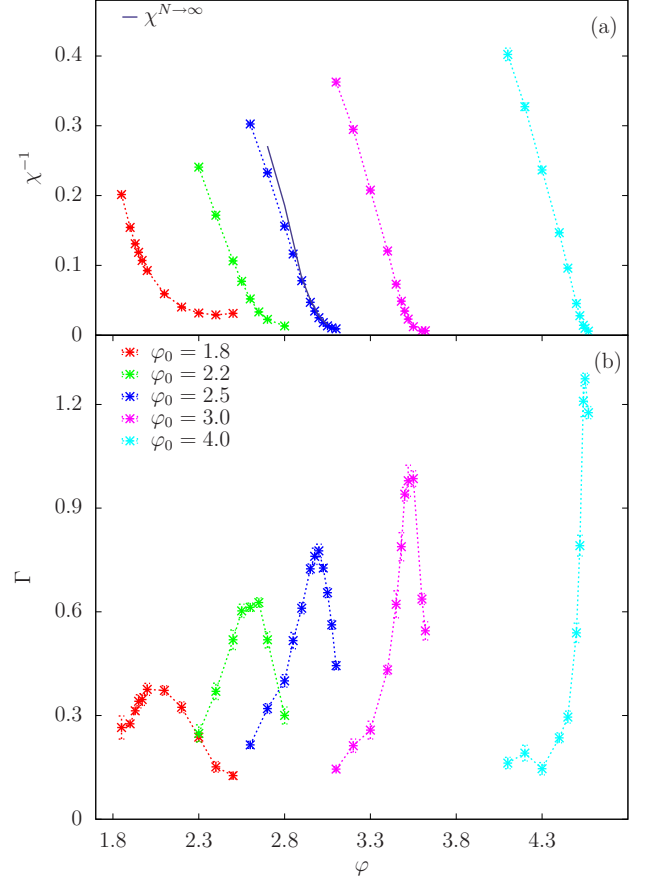 χ^{N→∞}
(a)
0.4
0.3
0.2
0.1
0
χ^{−1}
(b)
φ₀ = 1.8
φ₀ = 2.2
φ₀ = 2.5
φ₀ = 3.0
φ₀ = 4.0
1.2
0.9
0.6
0.3
0
Γ
1.8 2.3 2.8 3.3 3.8 4.3
φ